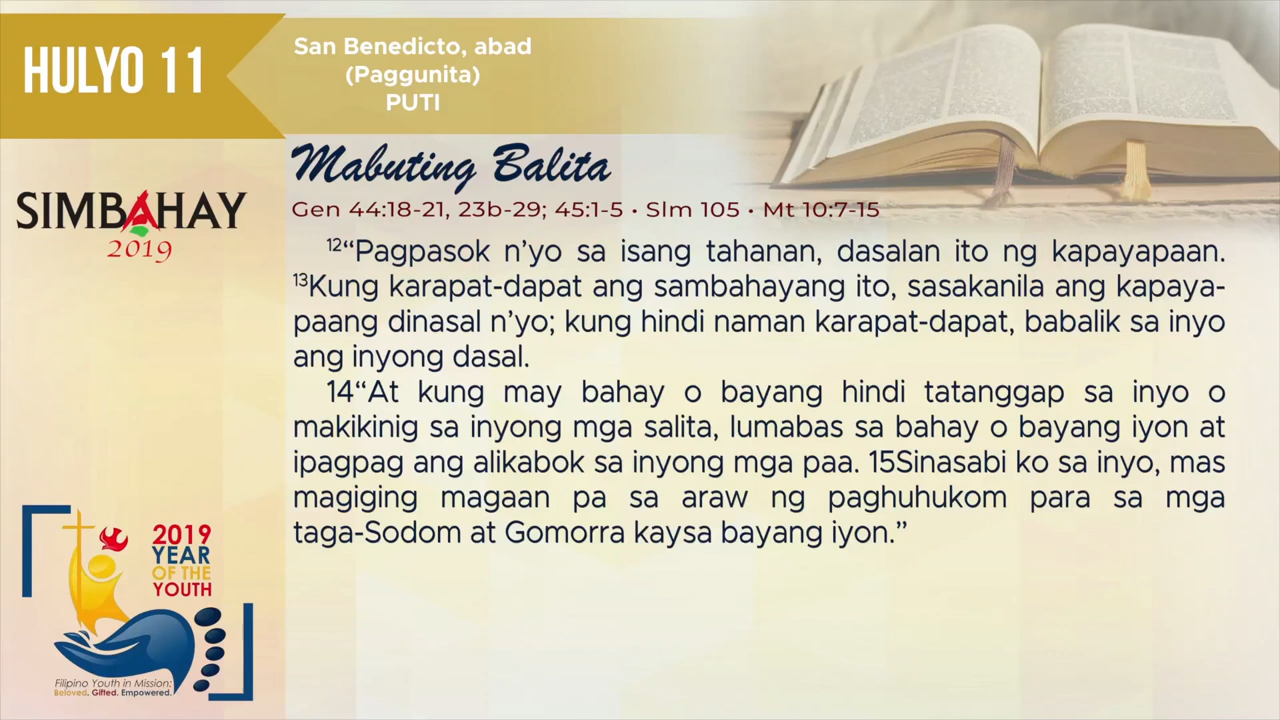 HULYO 11
San Benedicto, abad
(Paggunita)
PUTI
SIMBAHAY
2019
Mabuting Balita
Gen 44:18-21, 23b-29; 45:1-5 • Slm 105 • Mt 10:7-15
12“Pagpasok n’yo sa isang tahanan, dasalan ito ng kapayapaan.
13Kung karapat-dapat ang sambahayang ito, sasakanila ang kapaya-
paang dinasal n’yo; kung hindi naman karapat-dapat, babalik sa inyo
ang inyong dasal.
14“At kung may bahay o bayang hindi tatanggap sa inyo o
makikinig sa inyong mga salita, lumabas sa bahay o bayang iyon at
ipagpag ang alikabok sa inyong mga paa. 15Sinasabi ko sa inyo, mas
magiging magaan pa sa araw ng paghuhukom para sa mga
taga-Sodom at Gomorra kaysa bayang iyon.”
2019
YEAR
OF THE
YOUTH
Filipino Youth in Mission:
Beloved. Gifted. Empowered.